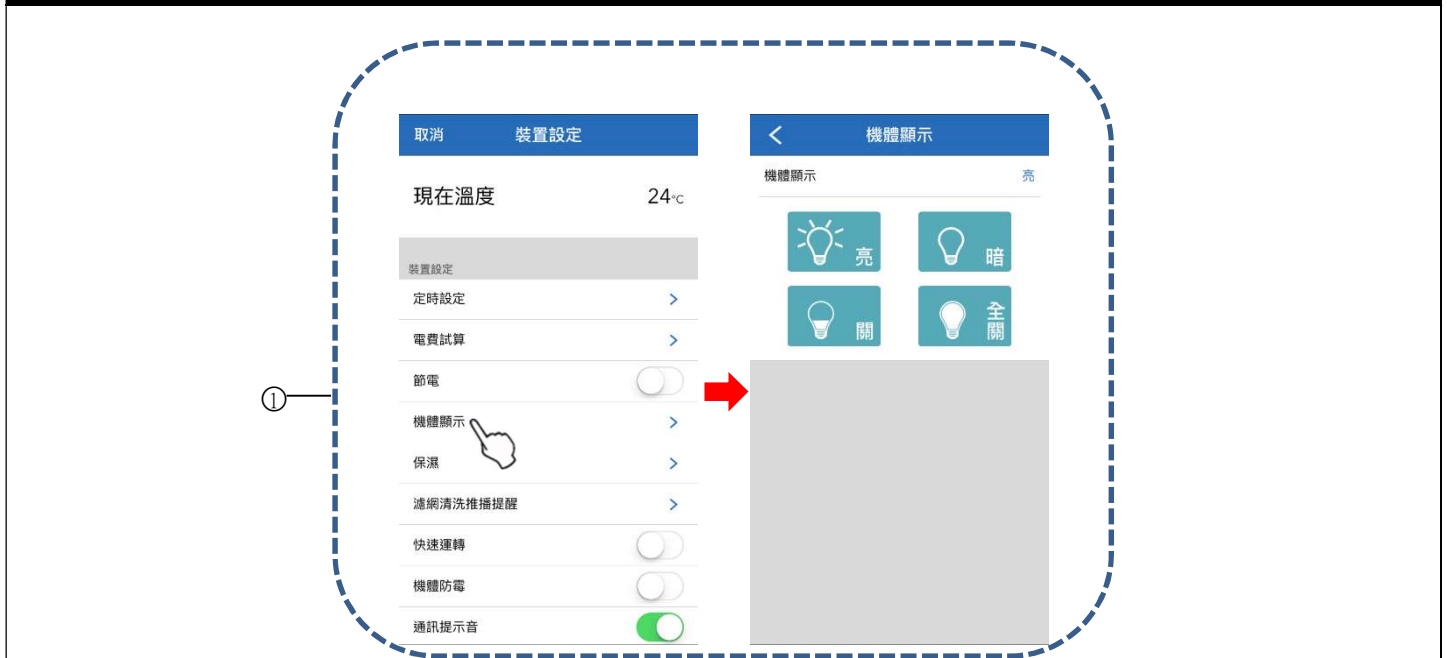 取消 裝置設定
現在溫度 24°C
裝置設定
定時設定 >
電費試算 >
節電
①
機體顯示 >
保濕 >
濾網清洗推播提醒 >
快速運轉
機體防霉
通訊提示音
< 機體顯示
機體顯示 亮
亮 暗
關 全關